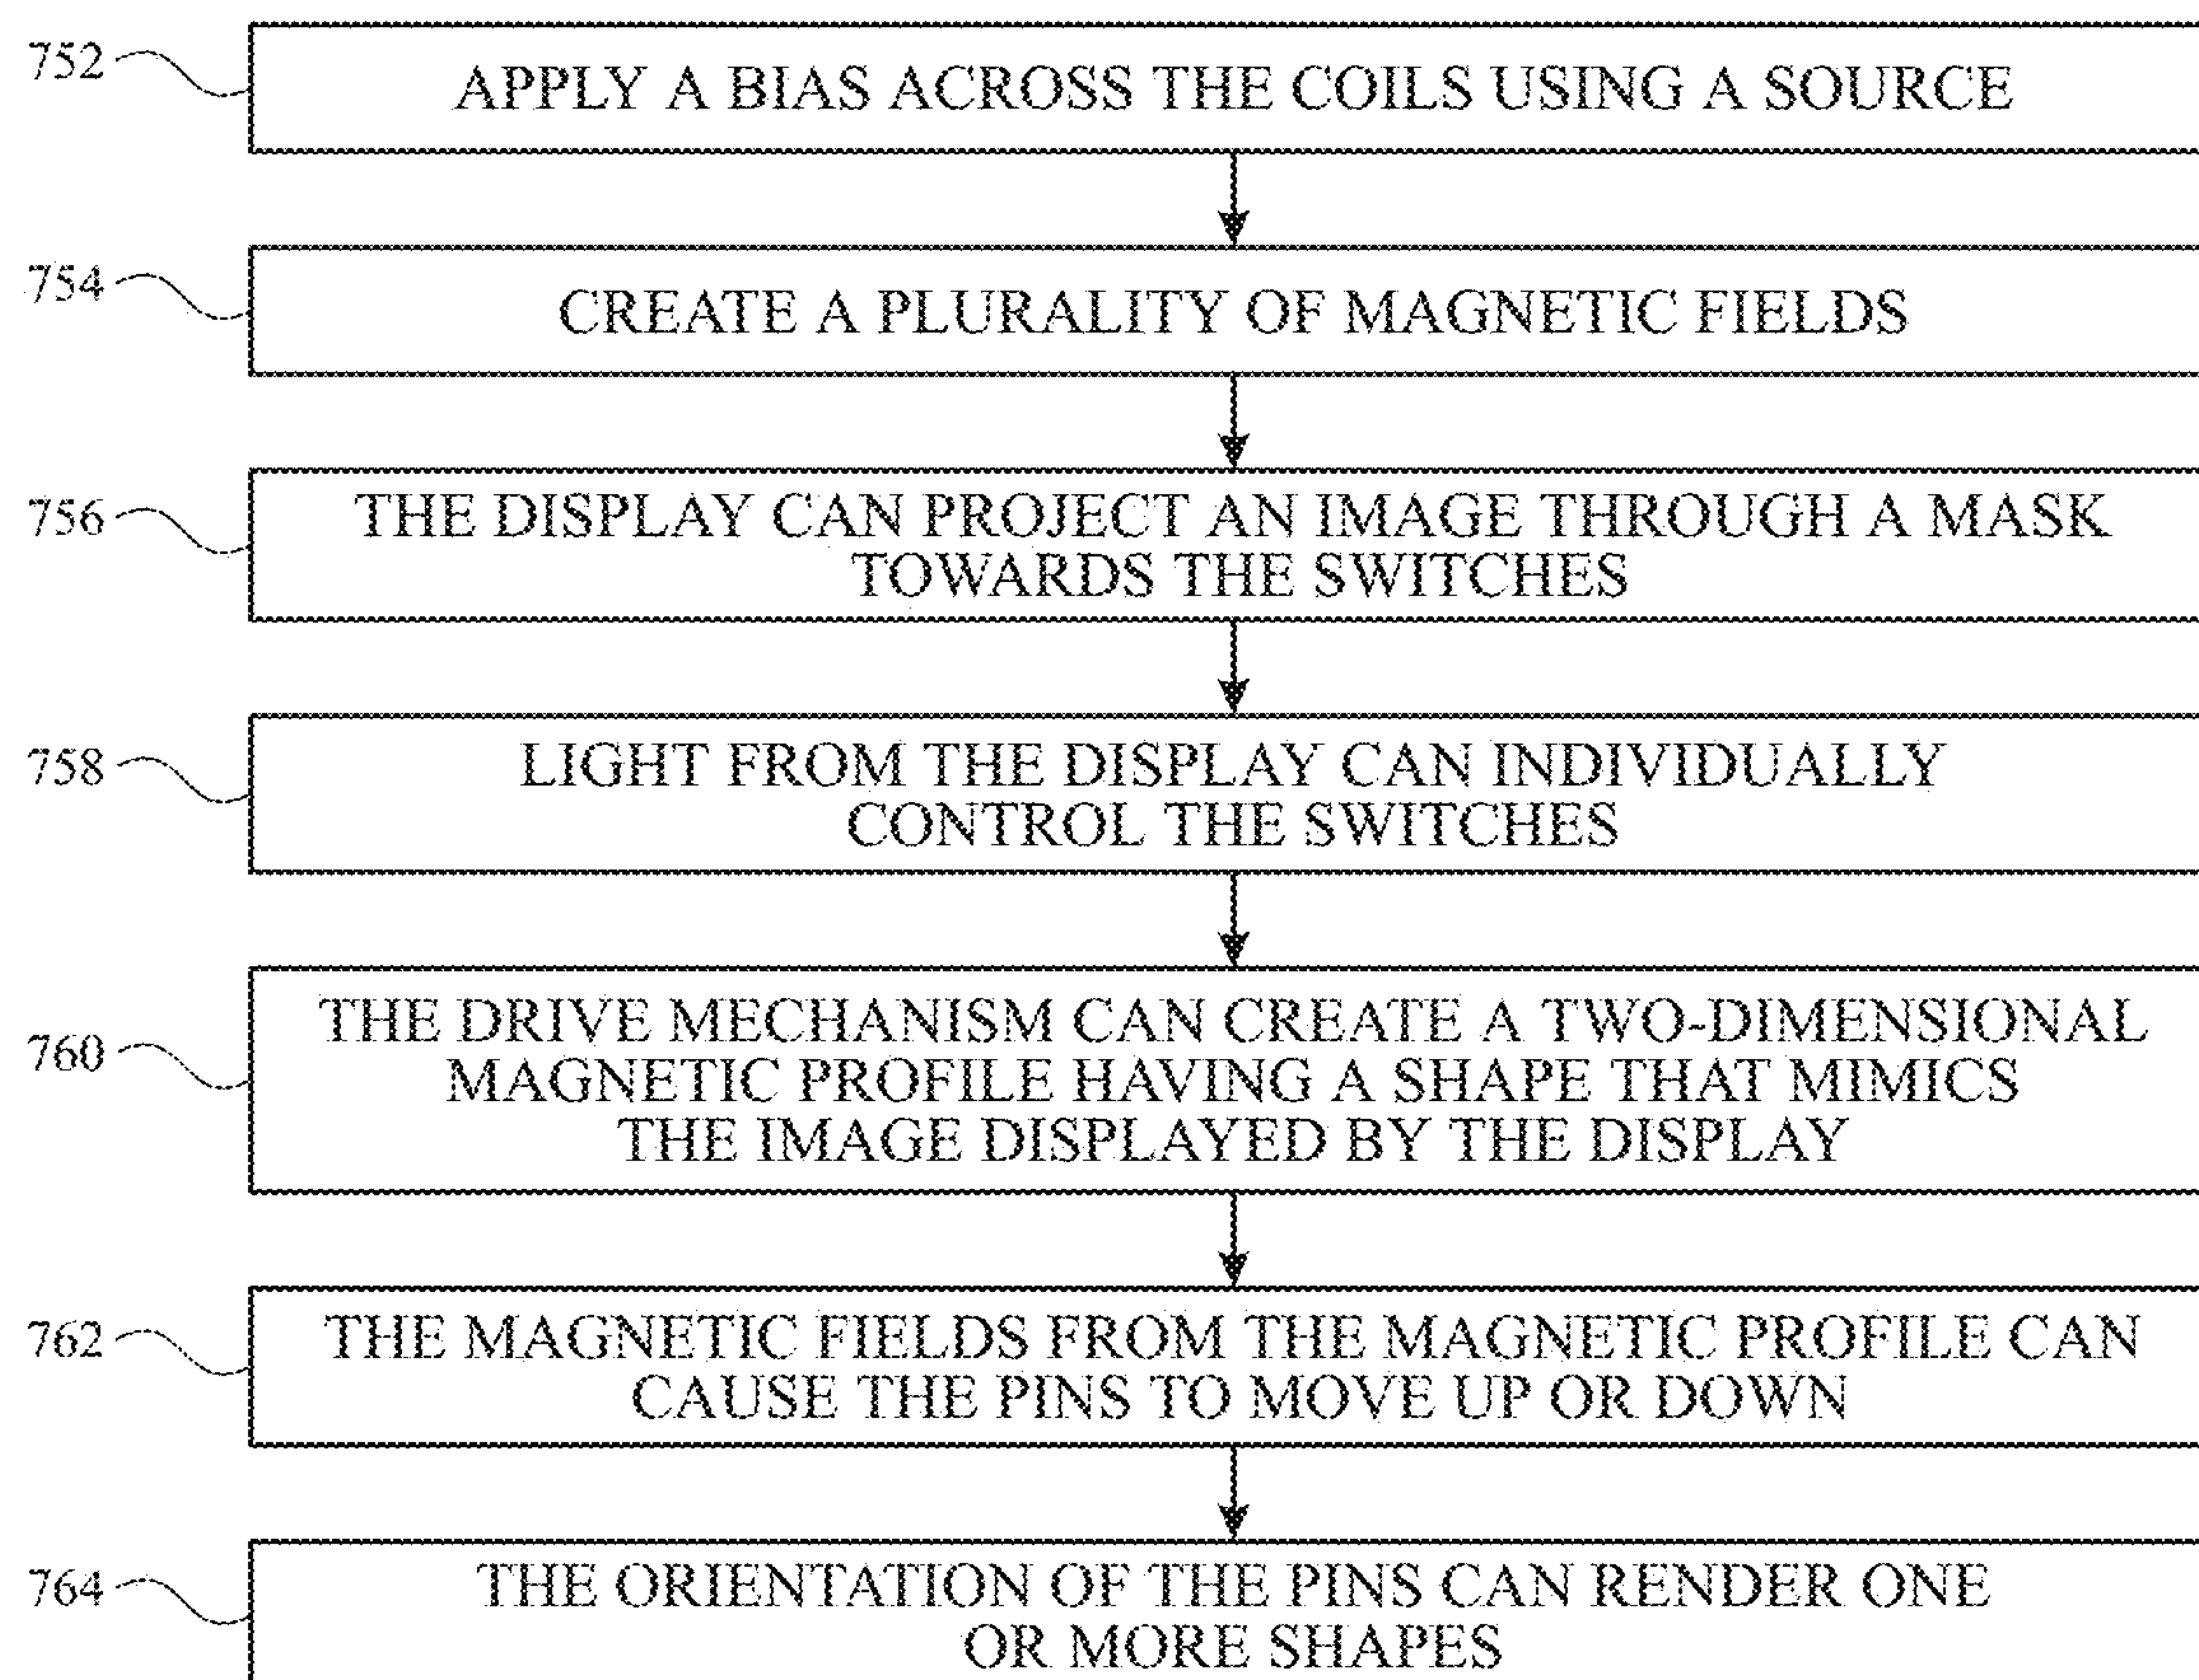 752
APPLY A BIAS ACROSS THE COILS USING A SOURCE
754
CREATE A PLURALITY OF MAGNETIC FIELDS
756
THE DISPLAY CAN PROJECT AN IMAGE THROUGH A MASK
TOWARDS THE SWITCHES
758
LIGHT FROM THE DISPLAY CAN INDIVIDUALLY
CONTROL THE SWITCHES
760
THE DRIVE MECHANISM CAN CREATE A TWO-DIMENSIONAL
MAGNETIC PROFILE HAVING A SHAPE THAT MIMICS
THE IMAGE DISPLAYED BY THE DISPLAY
762
THE MAGNETIC FIELDS FROM THE MAGNETIC PROFILE CAN
CAUSE THE PINS TO MOVE UP OR DOWN
764
THE ORIENTATION OF THE PINS CAN RENDER ONE
OR MORE SHAPES